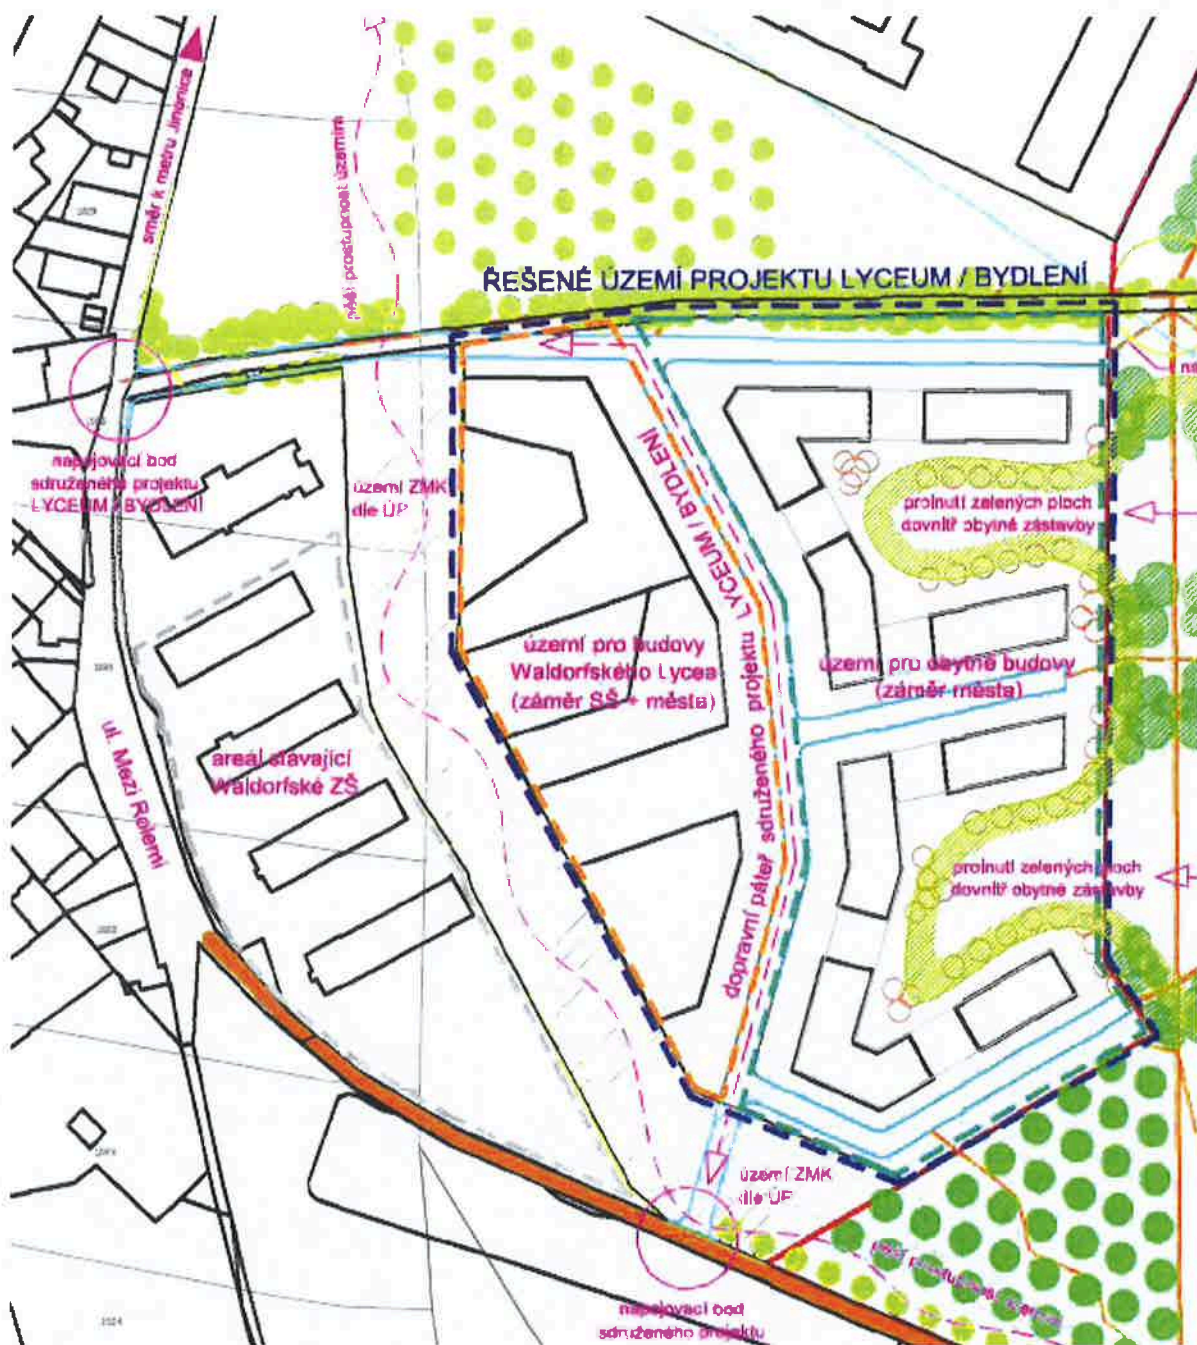 směr k metru Jinonice
pěší prostupnost územím
ŘEŠENÉ ÚZEMÍ PROJEKTU LYCEUM / BYDLENÍ
napojovací bod
sdruženého projektu
LYCEUM / BYDLENÍ
území ZMK
dle ÚP
prolnutí zelených ploch
dovnitř obytné zástavby
území pro budovy
Waldorfského Lycea
(záměr SŠ + města)
území pro obytné budovy
(záměr města)
dopravní páteř sdruženého projektu LYCEUM / BYDLENÍ
areál stávající
Waldorfské ZŠ
ul. Mezi Rolemi
prolnutí zelených ploch
dovnitř obytné zástavby
území ZMK
dle ÚP
napojovací bod
sdruženého projektu